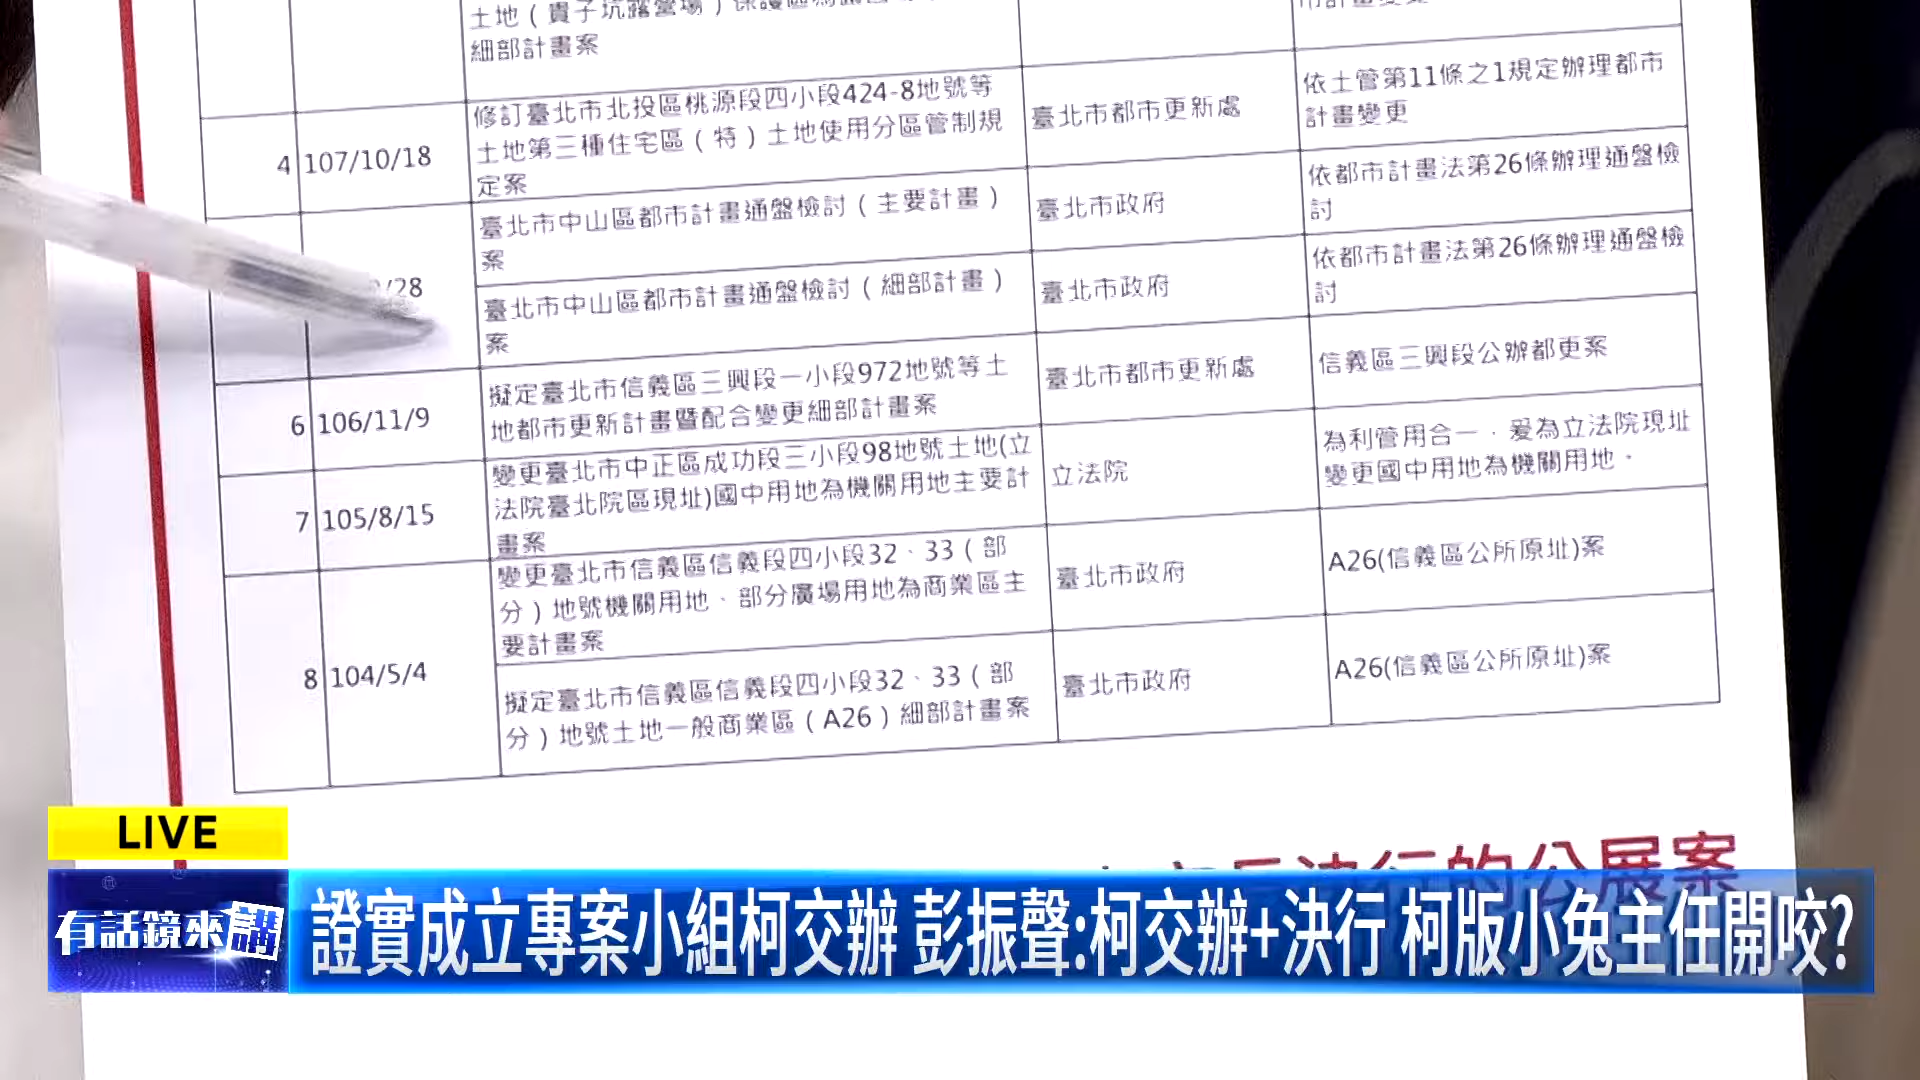 土地（貴子坑露營場）保護區為露營
細部計畫案
市計畫變更
4
107/10/18
修訂臺北市北投區桃源段四小段424-8地號等
土地第三種住宅區（特）土地使用分區管制規
定案
臺北市都市更新處
依土管第11條之1規定辦理都市
計畫變更
/28
臺北市中山區都市計畫通盤檢討（主要計畫）
案
臺北市政府
依都市計畫法第26條辦理通盤檢
討
臺北市中山區都市計畫通盤檢討（細部計畫）
案
臺北市政府
依都市計畫法第26條辦理通盤檢
討
6
106/11/9
擬定臺北市信義區三興段一小段972地號等土
地都市更新計畫暨配合變更細部計畫案
臺北市都市更新處
信義區三興段公辦都更案
7
105/8/15
變更臺北市中正區成功段三小段98地號土地(立
法院臺北院區現址)國中用地為機關用地主要計
畫案
立法院
為利管用合一，爰為立法院現址
變更國中用地為機關用地。
8
104/5/4
變更臺北市信義區信義段四小段32、33（部
分）地號機關用地、部分廣場用地為商業區主
要計畫案
臺北市政府
A26(信義區公所原址)案
擬定臺北市信義區信義段四小段32、33（部
分）地號土地一般商業區（A26）細部計畫案
臺北市政府
A26(信義區公所原址)案
決行的公展案
LIVE
有話鏡來講
證實成立專案小組柯交辦 彭振聲:柯交辦+決行 柯版小兔主任開咬?